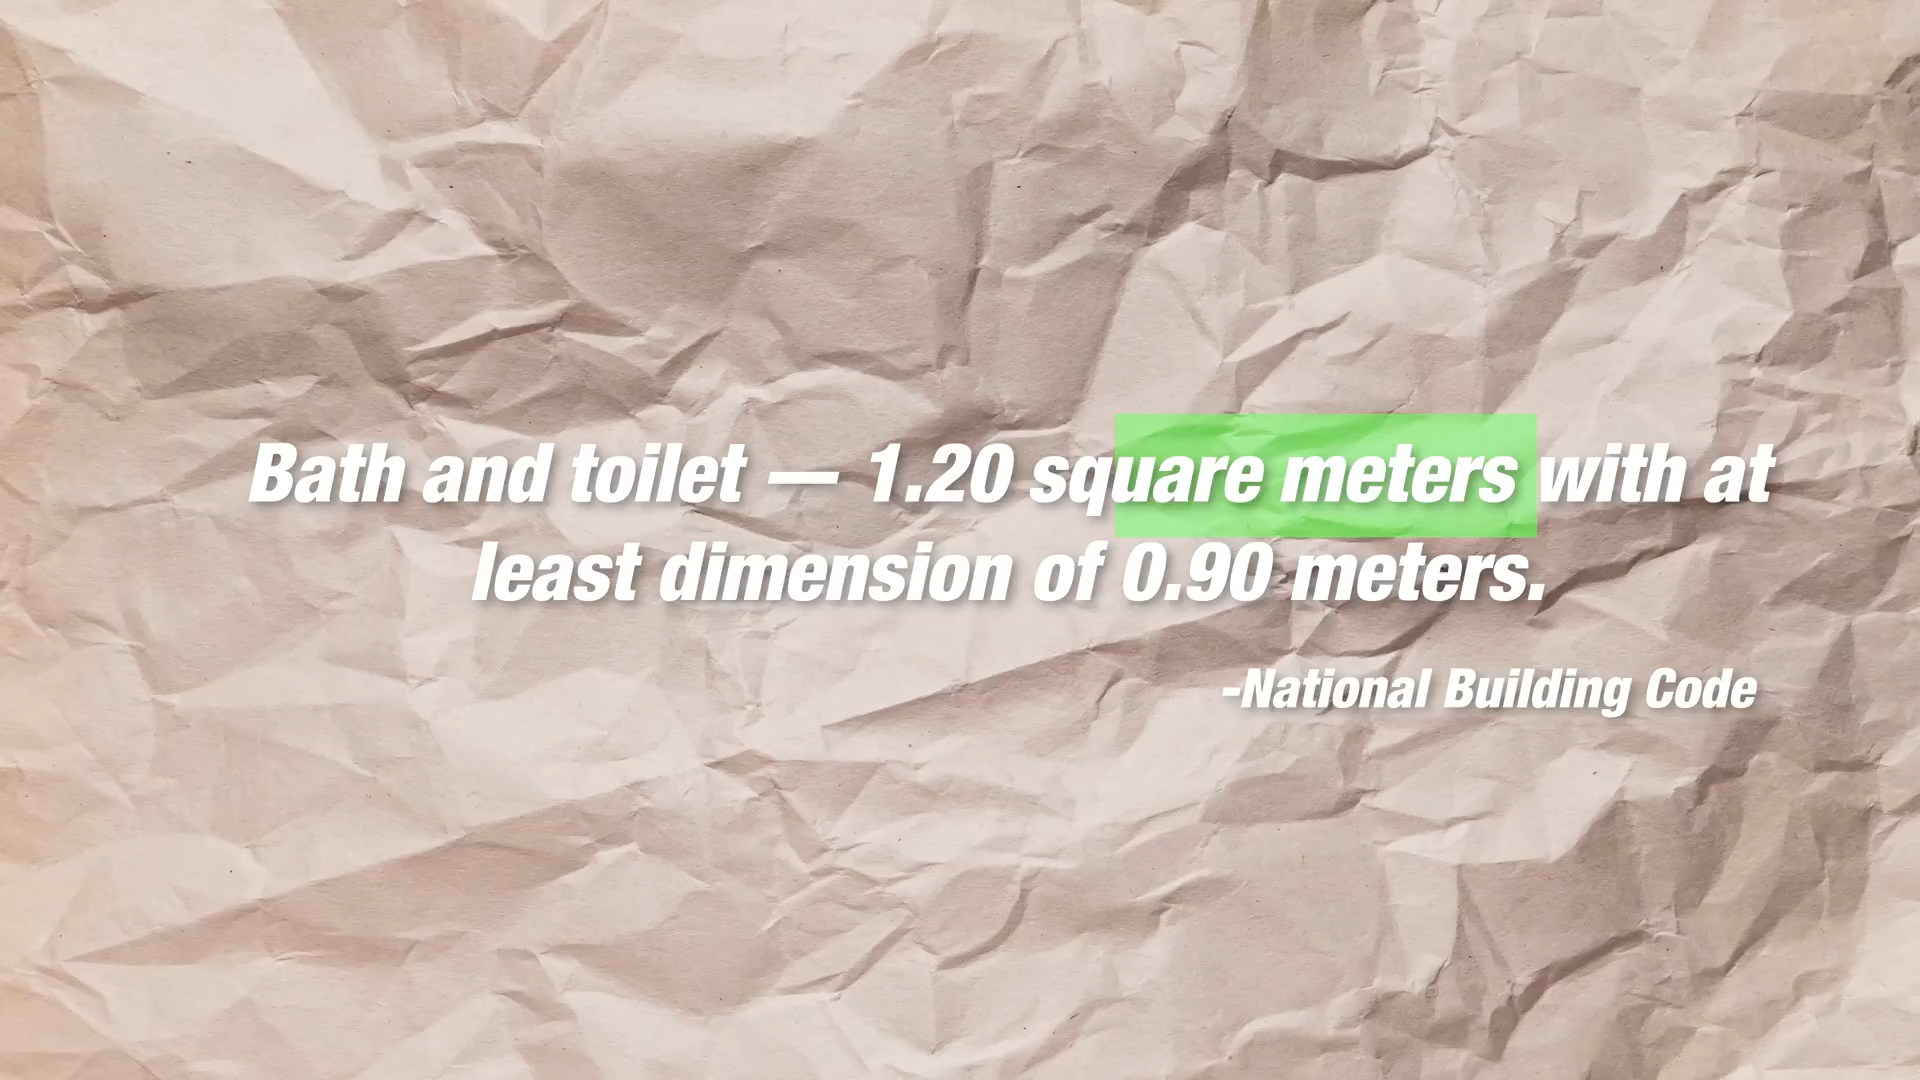 Bath and toilet — 1.20 square meters with at
least dimension of 0.90 meters.
-National Building Code